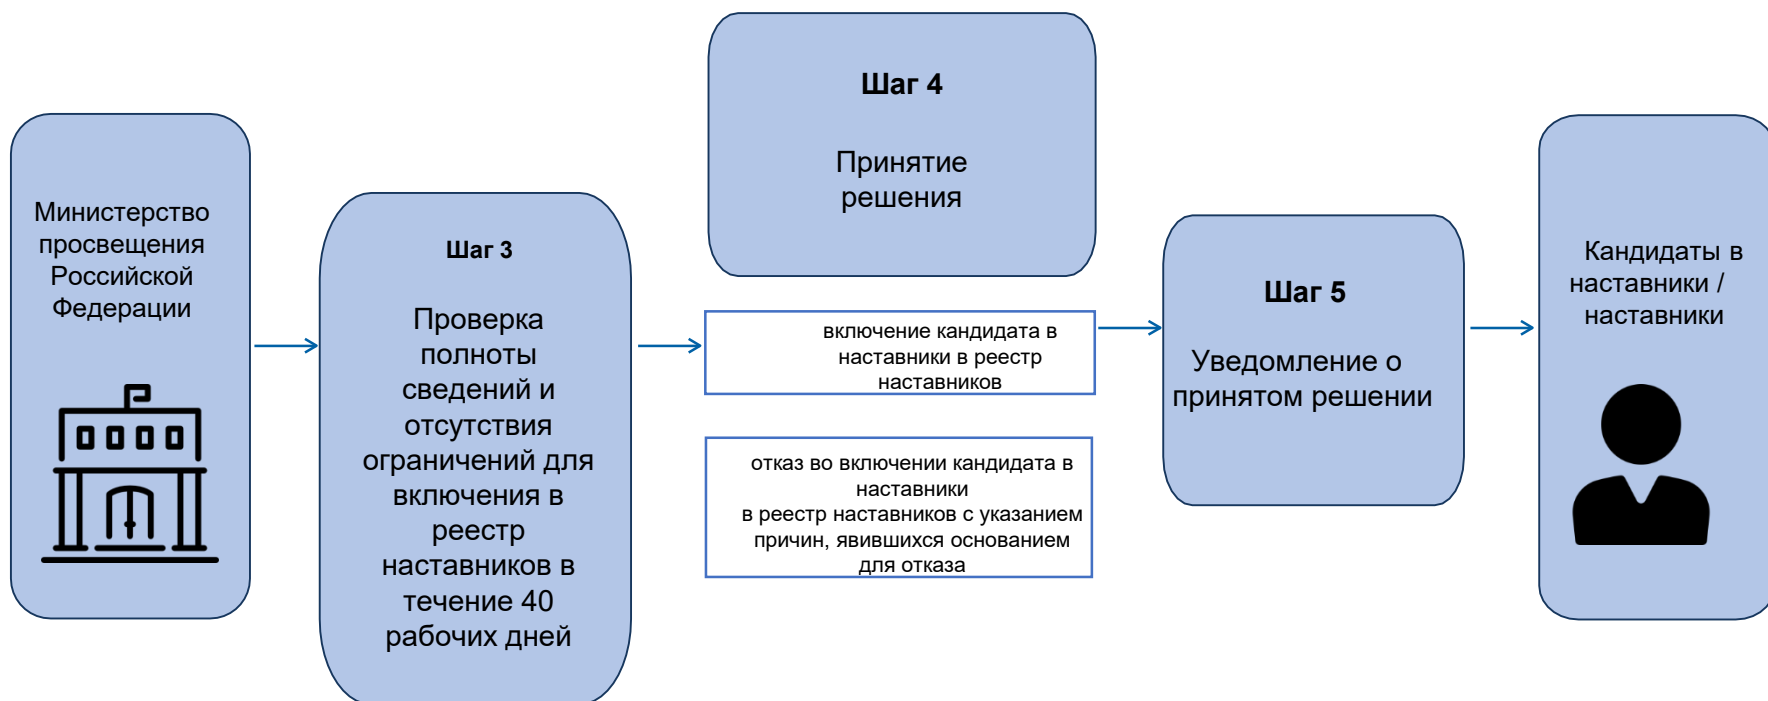 Министерство
просвещения
Российской
Федерации
Шаг 3
Проверка
полноты
сведений и
отсутствия
ограничений для
включения в
реестр
наставников в
течение 40
рабочих дней
Шаг 4
Принятие
решения
включение кандидата в
наставники в реестр
наставников
отказ во включении кандидата в
наставники
в реестр наставников с указанием
причин, явившихся основанием
для отказа
Шаг 5
Уведомление о
принятом решении
Кандидаты в
наставники /
наставники